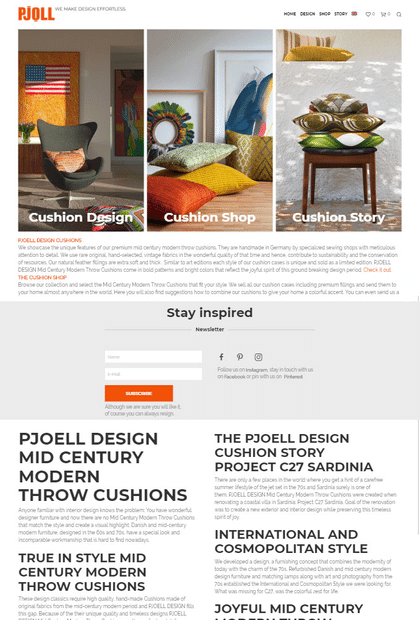 PJOLL WE MAKE DESIGN EFFORTLESS
HOME DESIGN SHOP STORY 0 0
Cushion Design Cushion Shop Cushion Story
PJOELL DESIGN CUSHIONS
We showcase the unique features of our premium mid century modern throw cushions. They are handmade in Germany by specialized sewing shops with meticulous
attention to detail. We use rare original, hand-selected, vintage fabrics in the wonderful quality of that time and hence, contribute to sustainability and the conservation
of resources. Our natural feather fillings are extra soft and thick. Similar to art editions each style of our cushion cases is unique and sold as a limited edition. PJOELL
DESIGN Mid Century Modern Throw Cushions come in bold patterns and bright colors that reflect the joyful spirit of this ground breaking design period. Check it out.
THE CUSHION SHOP
Browse our collection and select the Mid Century Modern Throw Cushions that fit your style. We sell all our cushion cases including premium fillings and send them to
your home almost anywhere in the world. Here you will also find suggestions how to combine our cushions to give your home a colorful accent. You can even send us a
Stay inspired
Newsletter
Name
e-mail
SUBSCRIBE
Although we are sure you will like it,
of course you can always resign.
Follow us on Instagram, stay in touch with us
on Facebook or pin with us on Pinterest
PJOELL DESIGN
MID CENTURY
MODERN
THROW CUSHIONS
Anyone familiar with interior design knows the problem: You have wonderful
designer furniture and now there are no Mid Century Modern Throw Cushions
that match the style and create a visual highlight. Danish and mid-century
modern furniture, designed in the 60s and 70s, have a special look and
incomparable workmanship that is hard to find nowadays.
TRUE IN STYLE MID
CENTURY MODERN
THROW CUSHIONS
These design classics require high quality, hand-made Cushions made of
original fabrics from the mid-century modern period and PJOELL DESIGN fills
this gap. Because of their unique quality and timeless designs PJOELL
THE PJOELL DESIGN
CUSHION STORY
PROJECT C27 SARDINIA
There are only a few places in the world where you get a hint of a carefree
summer lifestyle of the jet set in the 70s and Sardinia surely is one of
them. PJOELL DESIGN Mid Century Modern Throw Cushions were created when
renovating a coastal villa in Sardinia: Project C27 Sardinia. Goal of the renovation
was to create a new exterior and interior design while preserving this timeless
spirit of joy.
INTERNATIONAL AND
COSMOPOLITAN STYLE
We developed a design, a furnishing concept that combines the modernity of
today with the charm of the 70s. Refurbished Danish and mid century modern
design furniture and matching lamps along with art and photography from the
70s established the International and Cosmopolitan Style we were looking for.
What was missing for C27, was the colorful zest for life.
JOYFUL MID CENTURY